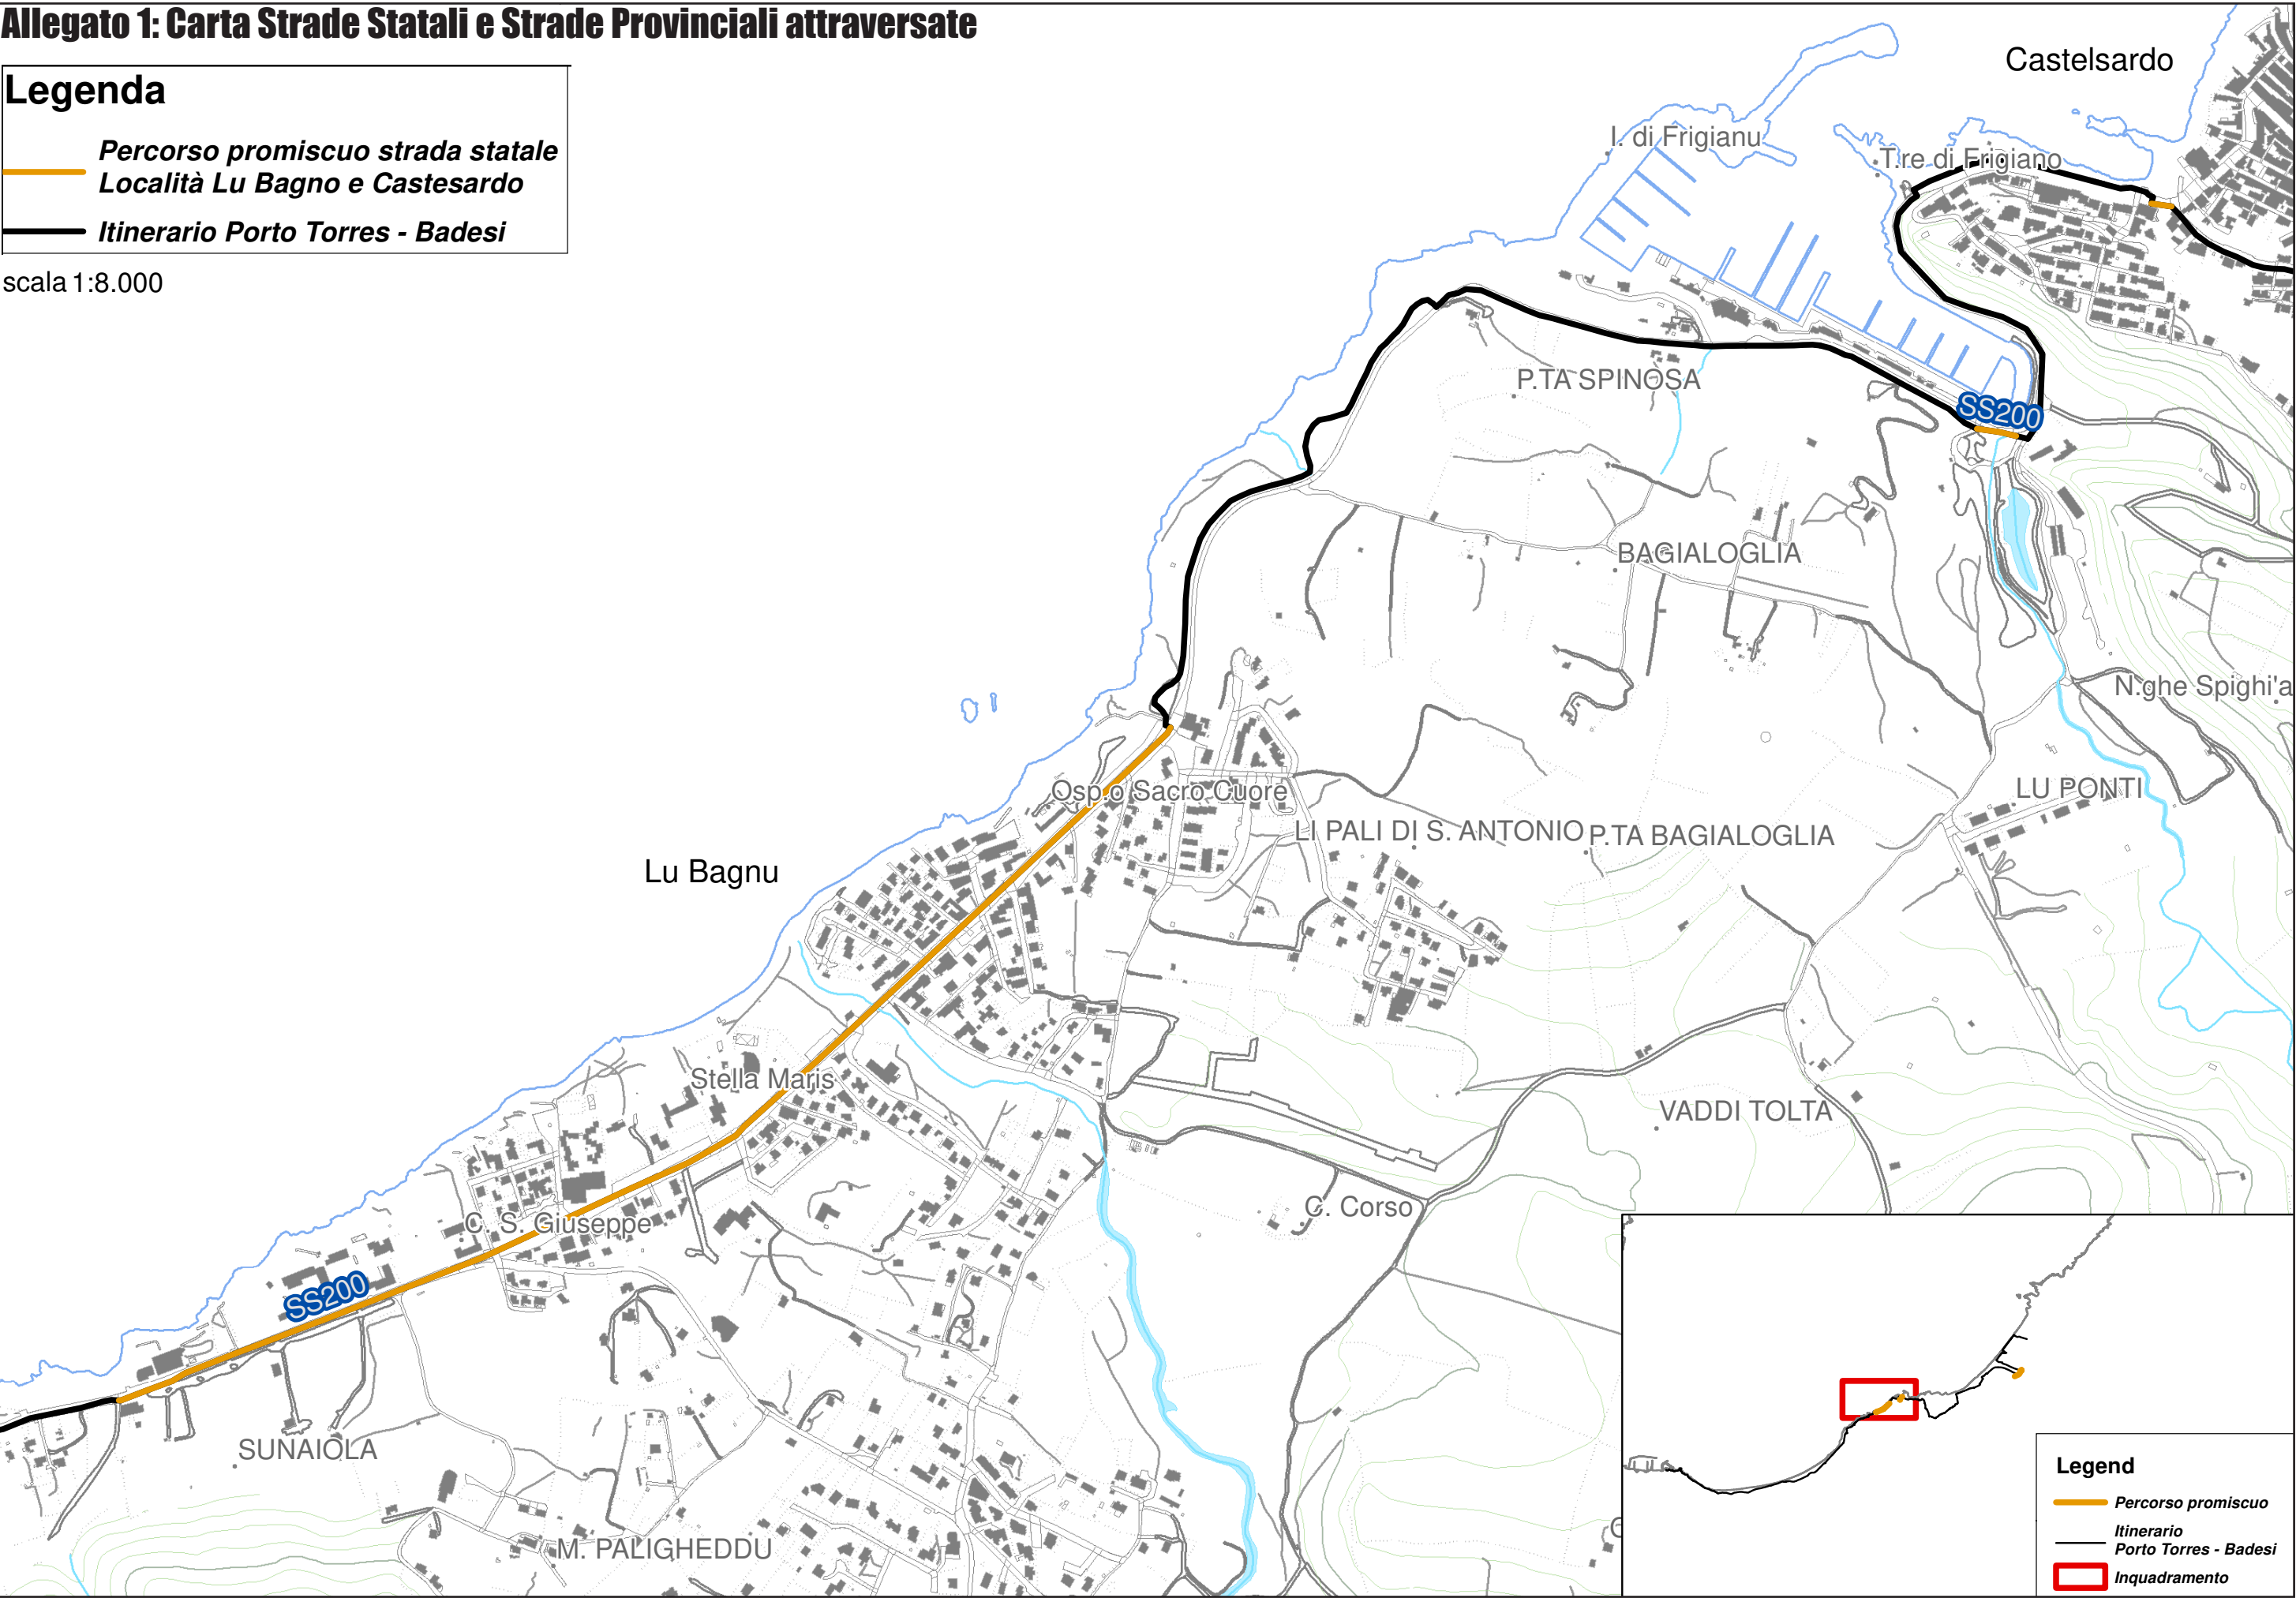 Allegato 1: Carta Strade Statali e Strade Provinciali attraversate
Legenda
Percorso promiscuo strada statale
Località Lu Bagno e Castesardo
Itinerario Porto Torres - Badesi
scala 1:8.000
Castelsardo
I. di Frigianu
T.re di Frigiano
P.TA SPINOSA
SS200
BAGIALOGLIA
N.ghe Spighi'a
Osp.o Sacro Cuore
LU PONTI
LI PALI DI S. ANTONIO
P.TA BAGIALOGLIA
Lu Bagnu
Stella Maris
VADDI TOLTA
C. Corso
C. S. Giuseppe
SS200
SUNAIOLA
M. PALIGHEDDU
Legend
Percorso promiscuo
Itinerario
Porto Torres - Badesi
Inquadramento